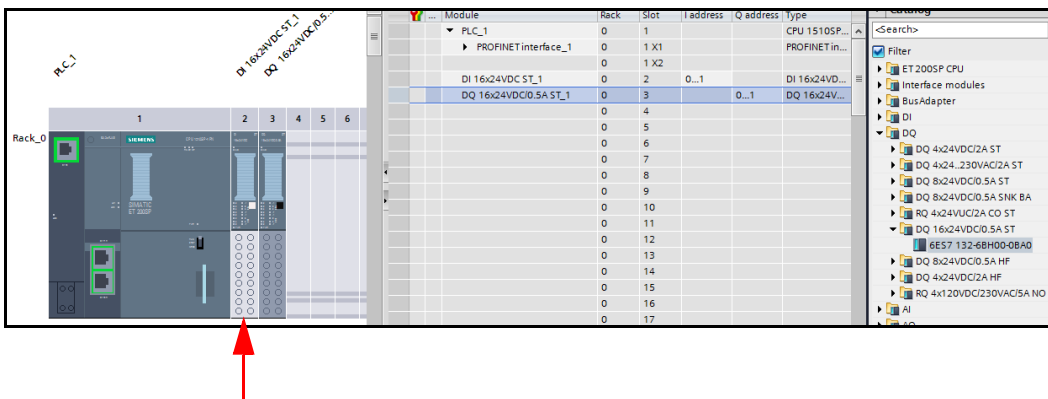 PLC_1
DI 16x24VDC ST_1
DQ 16x24VDC/0.5...
1 2 3 4 5 6
Rack_0
SIEMENS
SIMATIC
ET 200SP
... Module Rack Slot I address Q address Type
PLC_1 0 1 CPU 1510SP...
PROFINET interface_1 0 1 X1 PROFINET in...
0 1 X2
DI 16x24VDC ST_1 0 2 0...1 DI 16x24VD...
DQ 16x24VDC/0.5A ST_1 0 3 0...1 DQ 16x24V...
0 4
0 5
0 6
0 7
0 8
0 9
0 10
0 11
0 12
0 13
0 14
0 15
0 16
0 17
Catalog
<Search>
Filter
ET 200SP CPU
Interface modules
BusAdapter
DI
DQ
DQ 4x24VDC/2A ST
DQ 4x24..230VAC/2A ST
DQ 8x24VDC/0.5A ST
DQ 8x24VDC/0.5A SNK BA
RQ 4x24VUC/2A CO ST
DQ 16x24VDC/0.5A ST
6ES7 132-6BH00-0BA0
DQ 8x24VDC/0.5A HF
DQ 4x24VDC/2A HF
RQ 4x120VDC/230VAC/5A NO
AI
AQ